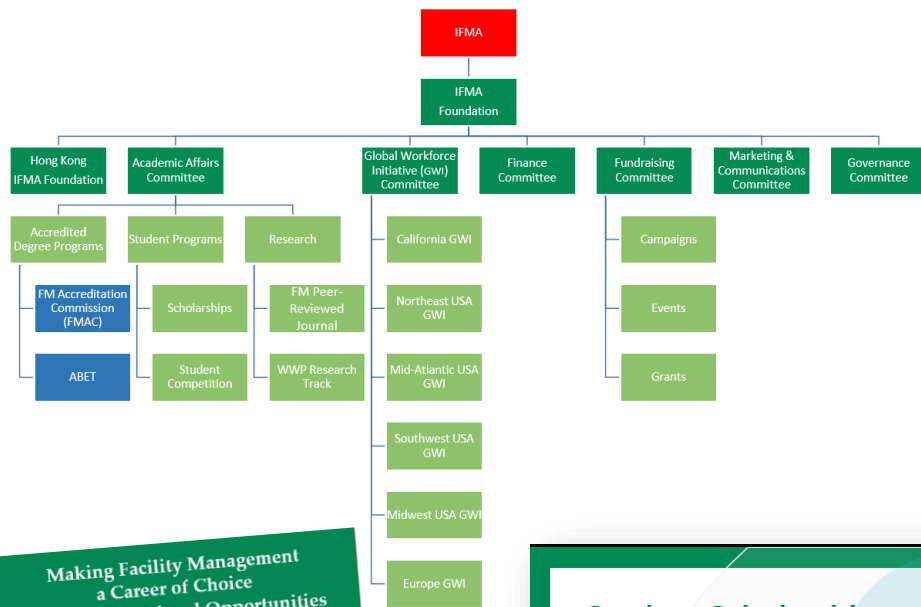 IFMA
IFMA
Foundation
Hong Kong
IFMA Foundation
Academic Affairs
Committee
Global Workforce
Initiative (GWI)
Committee
Finance
Committee
Fundraising
Committee
Marketing &
Communications
Committee
Governance
Committee
Accredited
Degree Programs
Student Programs
Research
California GWI
Campaigns
FM Accreditation
Commission
(FMAC)
Scholarships
FM Peer-
Reviewed
Journal
Northeast USA
GWI
Events
ABET
Student
Competition
WWP Research
Track
Mid-Atlantic USA
GWI
Grants
Southwest USA
GWI
Midwest USA GWI
Europe GWI
Making Facility Management
a Career of Choice
Opportunities